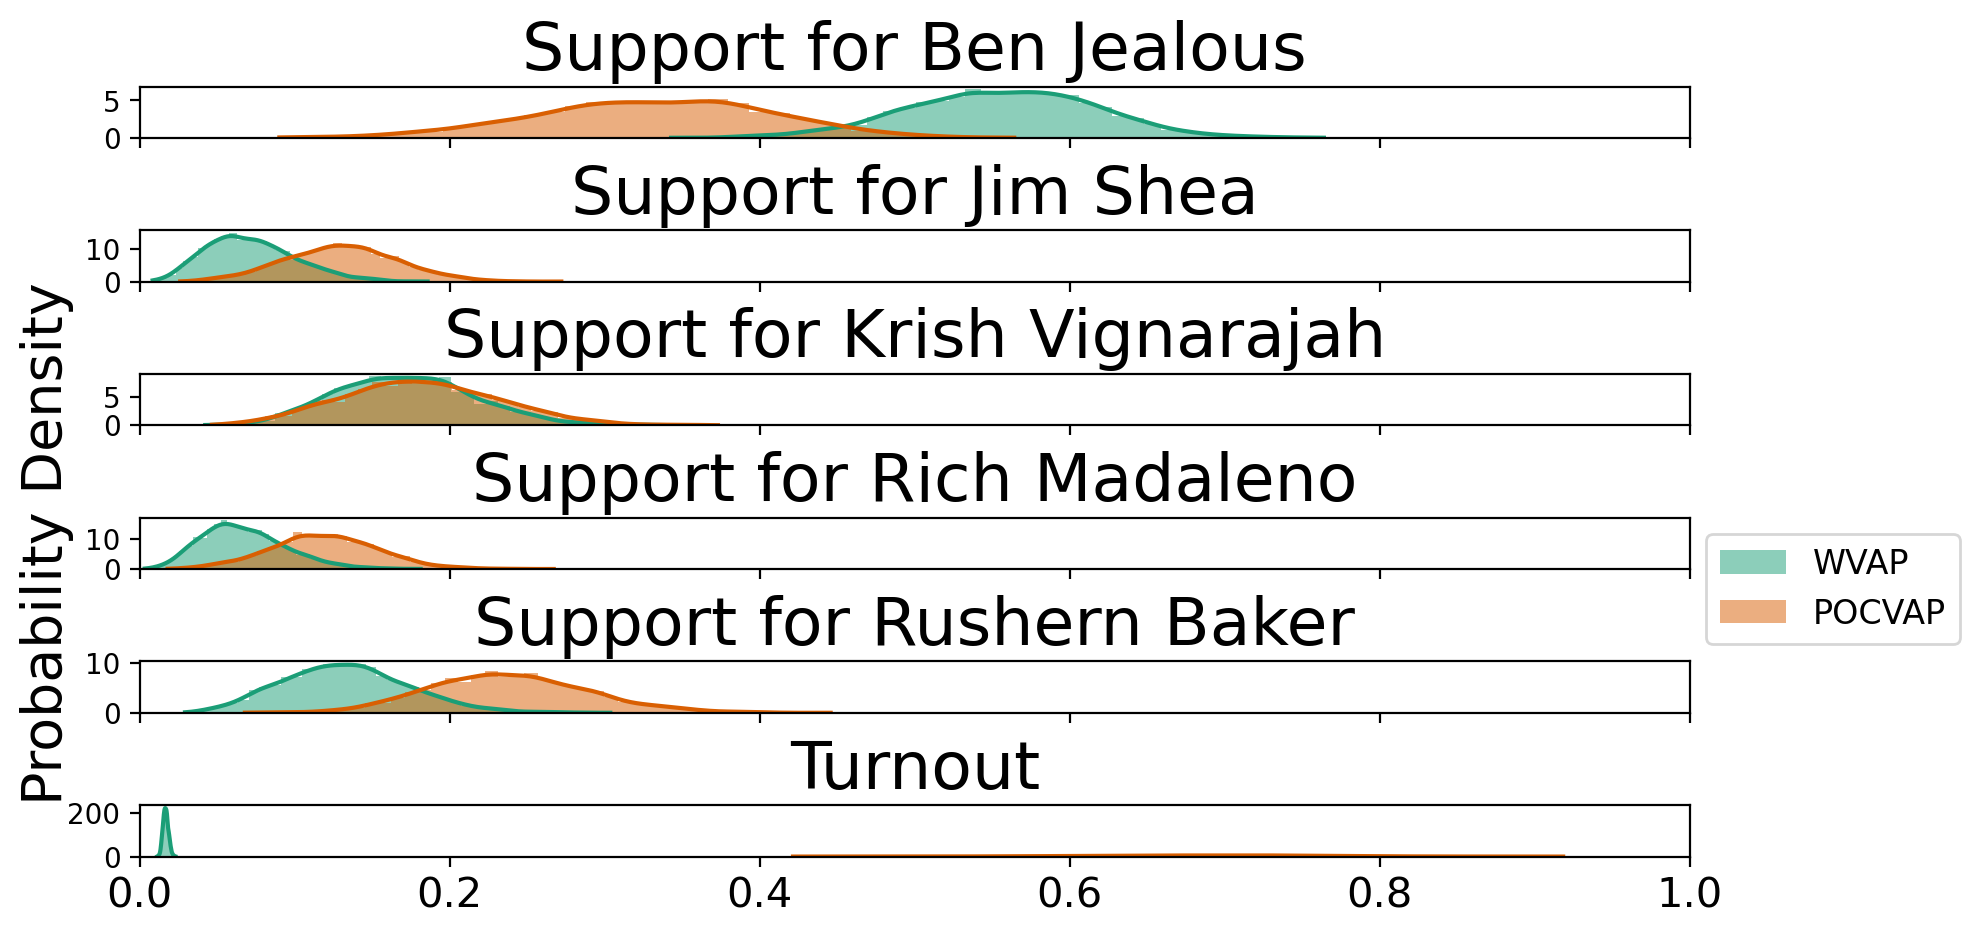 Support for Ben Jealous
5
0
Support for Jim Shea
10
0
Support for Krish Vignarajah
5
0
Support for Rich Madaleno
10
0
Support for Rushern Baker
10
0
Turnout
200
0
0.0 0.2 0.4 0.6 0.8 1.0
Probability Density
WVAP
POCVAP